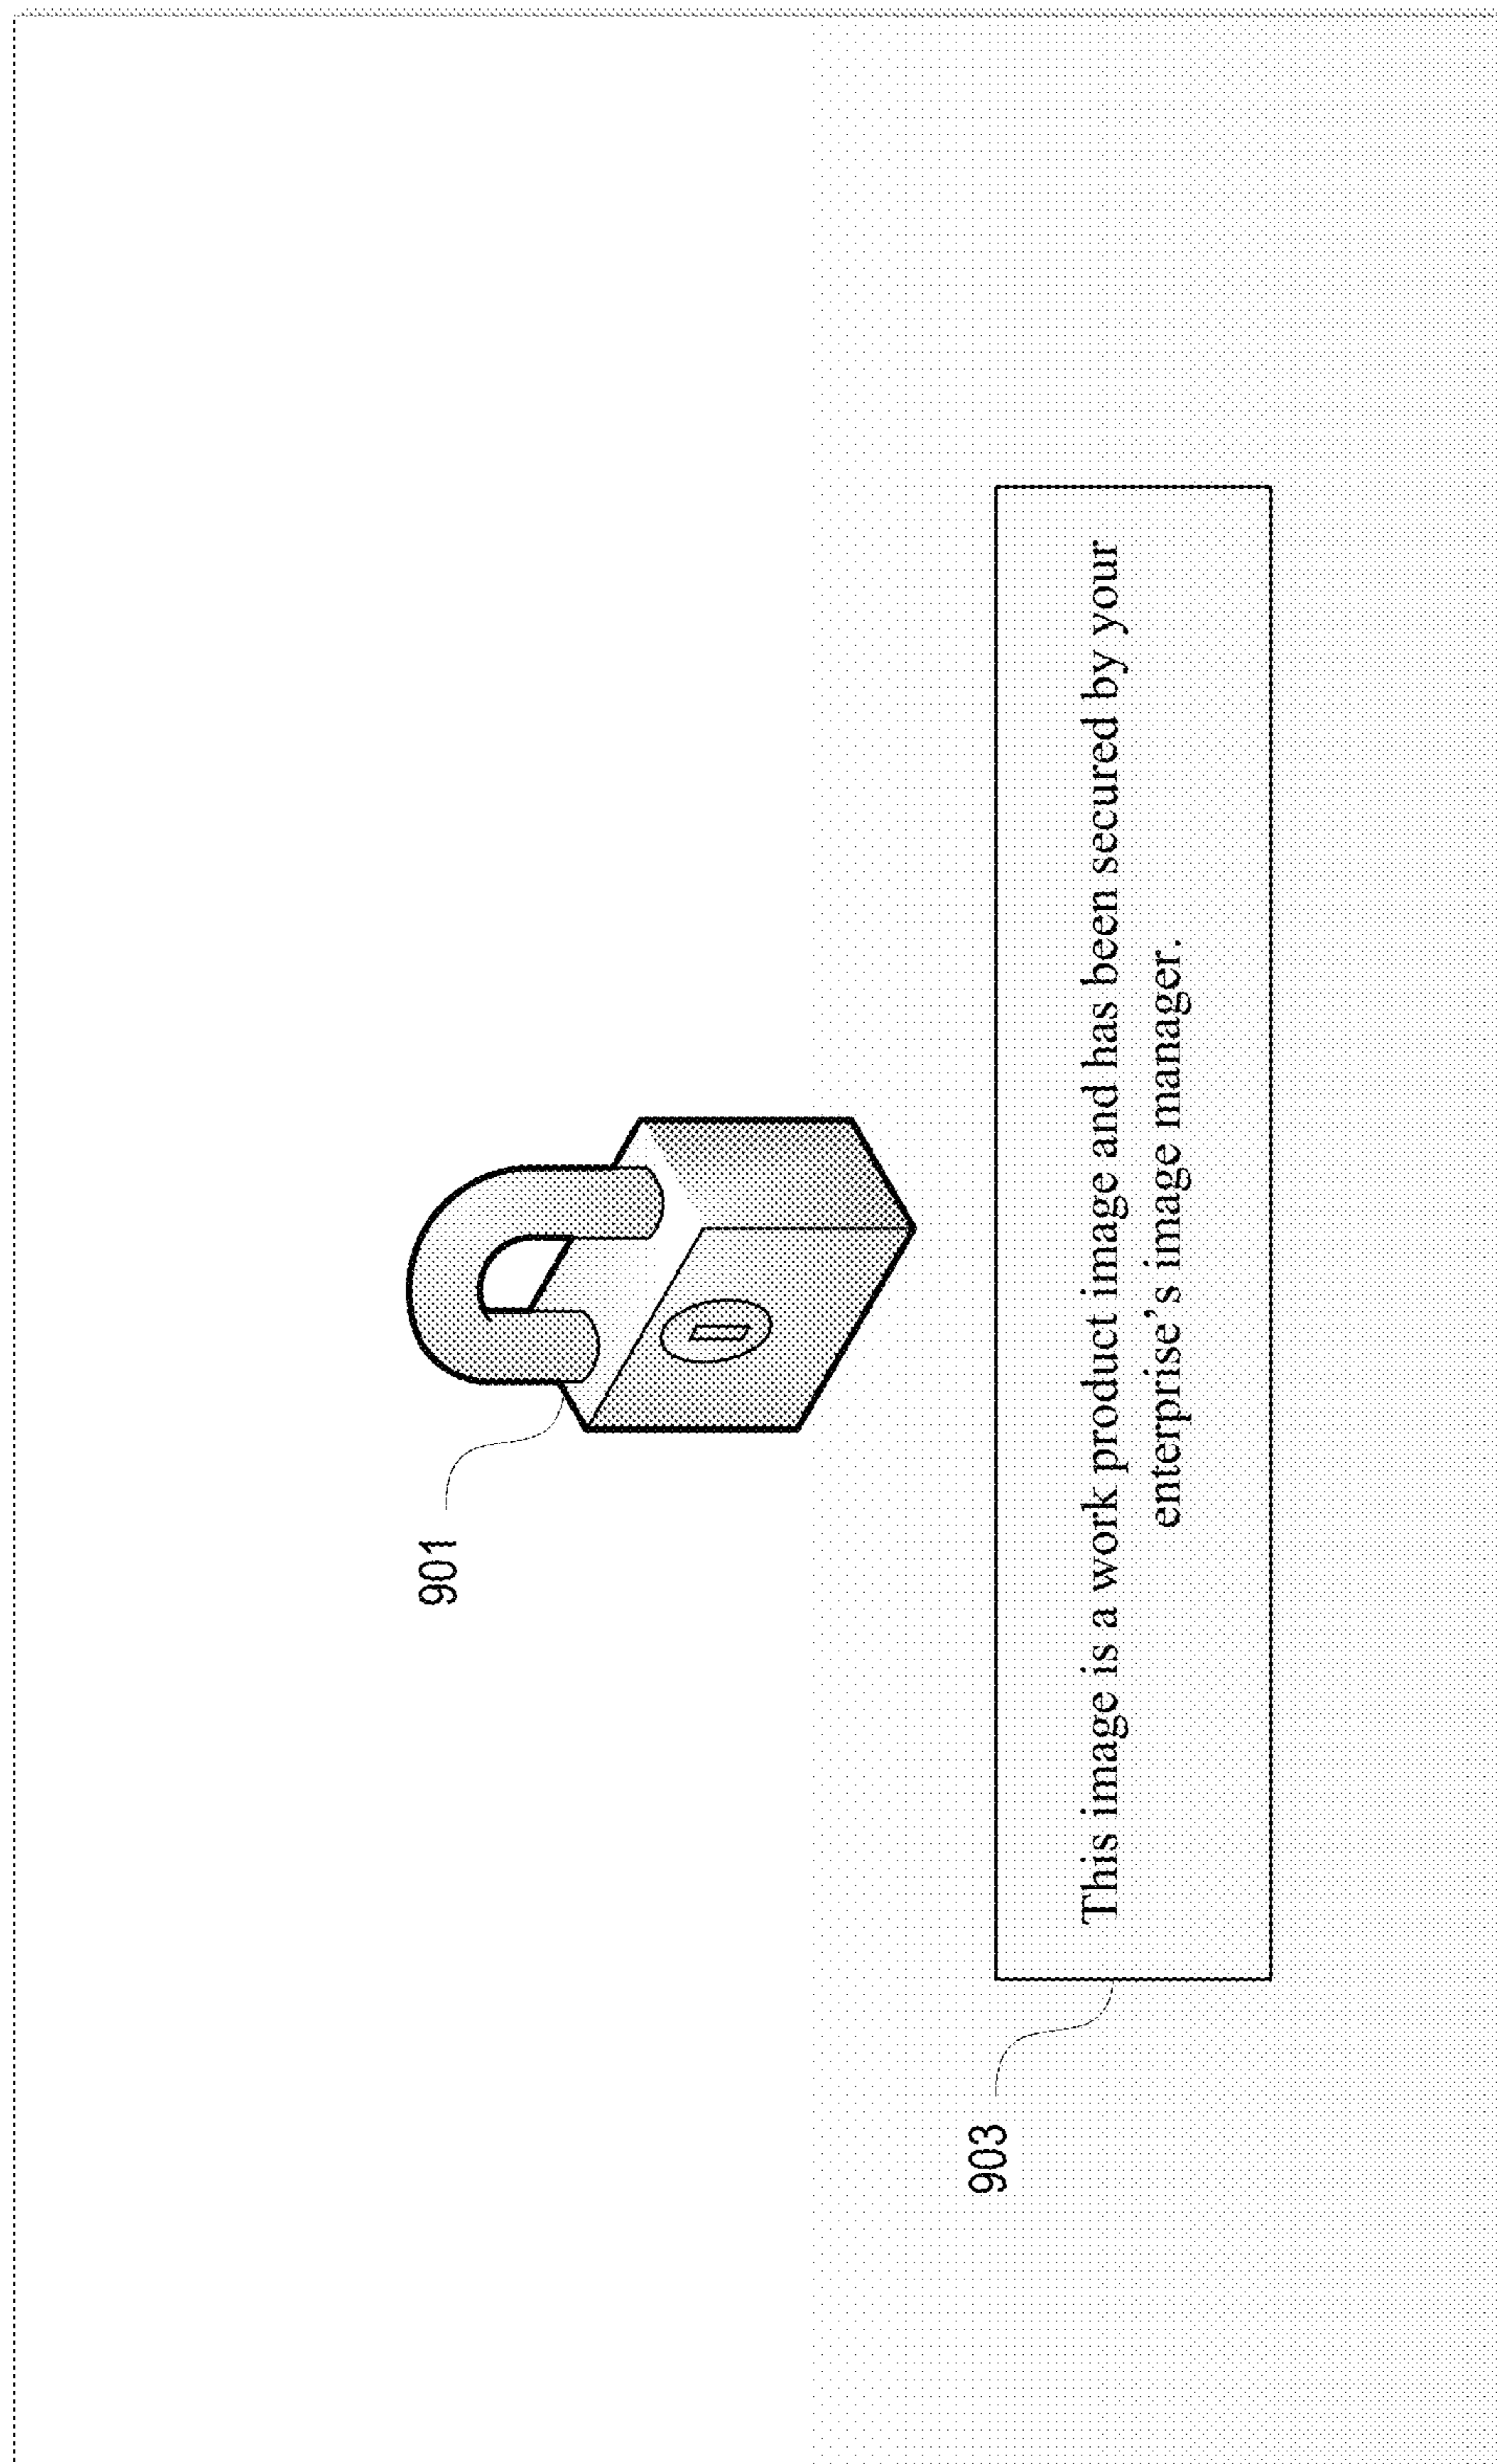 901
This image is a work product image and has been secured by your
enterprise’s image manager.
903